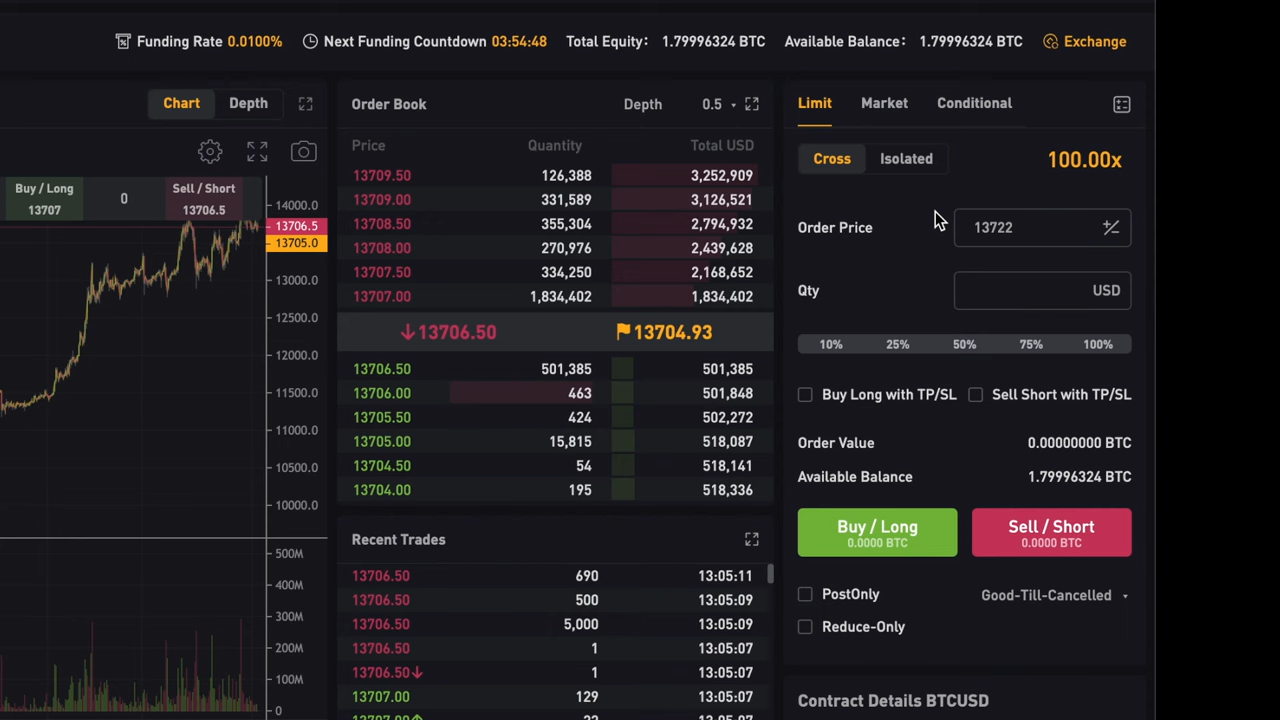 Funding Rate 0.0100% Next Funding Countdown 03:54:48 Total Equity: 1.79996324 BTC Available Balance: 1.79996324 BTC Exchange
Chart Depth
Buy / Long
13707
0
Sell / Short
13706.5
14000.0
13706.5
13705.0
13000.0
12500.0
12000.0
11500.0
11000.0
10500.0
10000.0
500M
400M
300M
200M
100M
0
Order Book Depth 0.5
Price Quantity Total USD
13709.50 126,388 3,252,909
13709.00 331,589 3,126,521
13708.50 355,304 2,794,932
13708.00 270,976 2,439,628
13707.50 334,250 2,168,652
13707.00 1,834,402 1,834,402
↓13706.50 13704.93
13706.50 501,385 501,385
13706.00 463 501,848
13705.50 424 502,272
13705.00 15,815 518,087
13704.50 54 518,141
13704.00 195 518,336
Recent Trades
13706.50 690 13:05:11
13706.50 500 13:05:09
13706.50 5,000 13:05:09
13706.50 1 13:05:07
13706.50↓ 1 13:05:07
13707.00 129 13:05:07
Limit Market Conditional
Cross Isolated 100.00x
Order Price 13722
Qty USD
10% 25% 50% 75% 100%
Buy Long with TP/SL Sell Short with TP/SL
Order Value 0.00000000 BTC
Available Balance 1.79996324 BTC
Buy / Long Sell / Short
0.0000 BTC 0.0000 BTC
PostOnly Good-Till-Cancelled
Reduce-Only
Contract Details BTCUSD